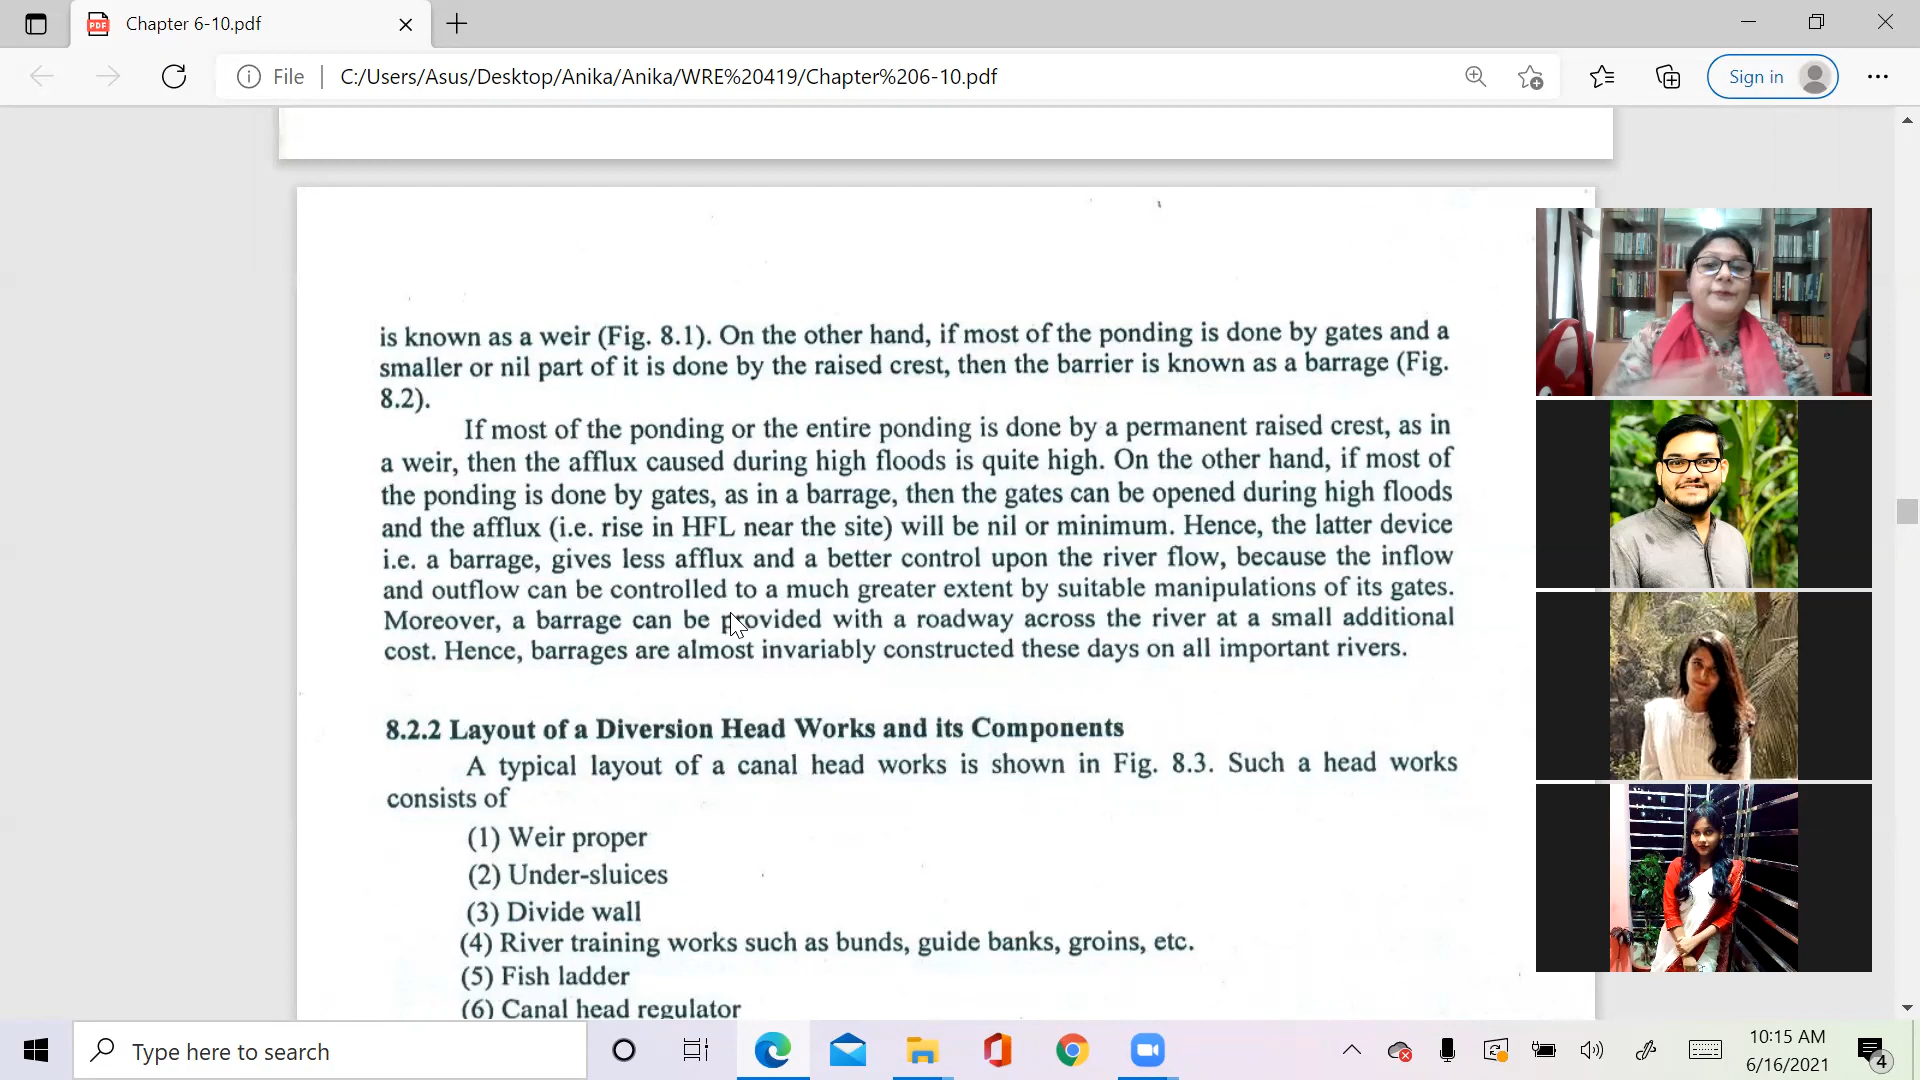 Chapter 6-10.pdf
File
C:/Users/Asus/Desktop/Anika/Anika/WRE%20419/Chapter%206-10.pdf
Sign in
is known as a weir (Fig. 8.1). On the other hand, if most of the ponding is done by gates and a
smaller or nil part of it is done by the raised crest, then the barrier is known as a barrage (Fig.
8.2).
If most of the ponding or the entire ponding is done by a permanent raised crest, as in
a weir, then the afflux caused during high floods is quite high. On the other hand, if most of
the ponding is done by gates, as in a barrage, then the gates can be opened during high floods
and the afflux (i.e. rise in HFL near the site) will be nil or minimum. Hence, the latter device
i.e. a barrage, gives less afflux and a better control upon the river flow, because the inflow
and outflow can be controlled to a much greater extent by suitable manipulations of its gates.
Moreover, a barrage can be provided with a roadway across the river at a small additional
cost. Hence, barrages are almost invariably constructed these days on all important rivers.
8.2.2 Layout of a Diversion Head Works and its Components
A typical layout of a canal head works is shown in Fig. 8.3. Such a head works
consists of
(1) Weir proper
(2) Under-sluices
(3) Divide wall
(4) River training works such as bunds, guide banks, groins, etc.
(5) Fish ladder
(6) Canal head regulator
Type here to search
10:15 AM
6/16/2021
4